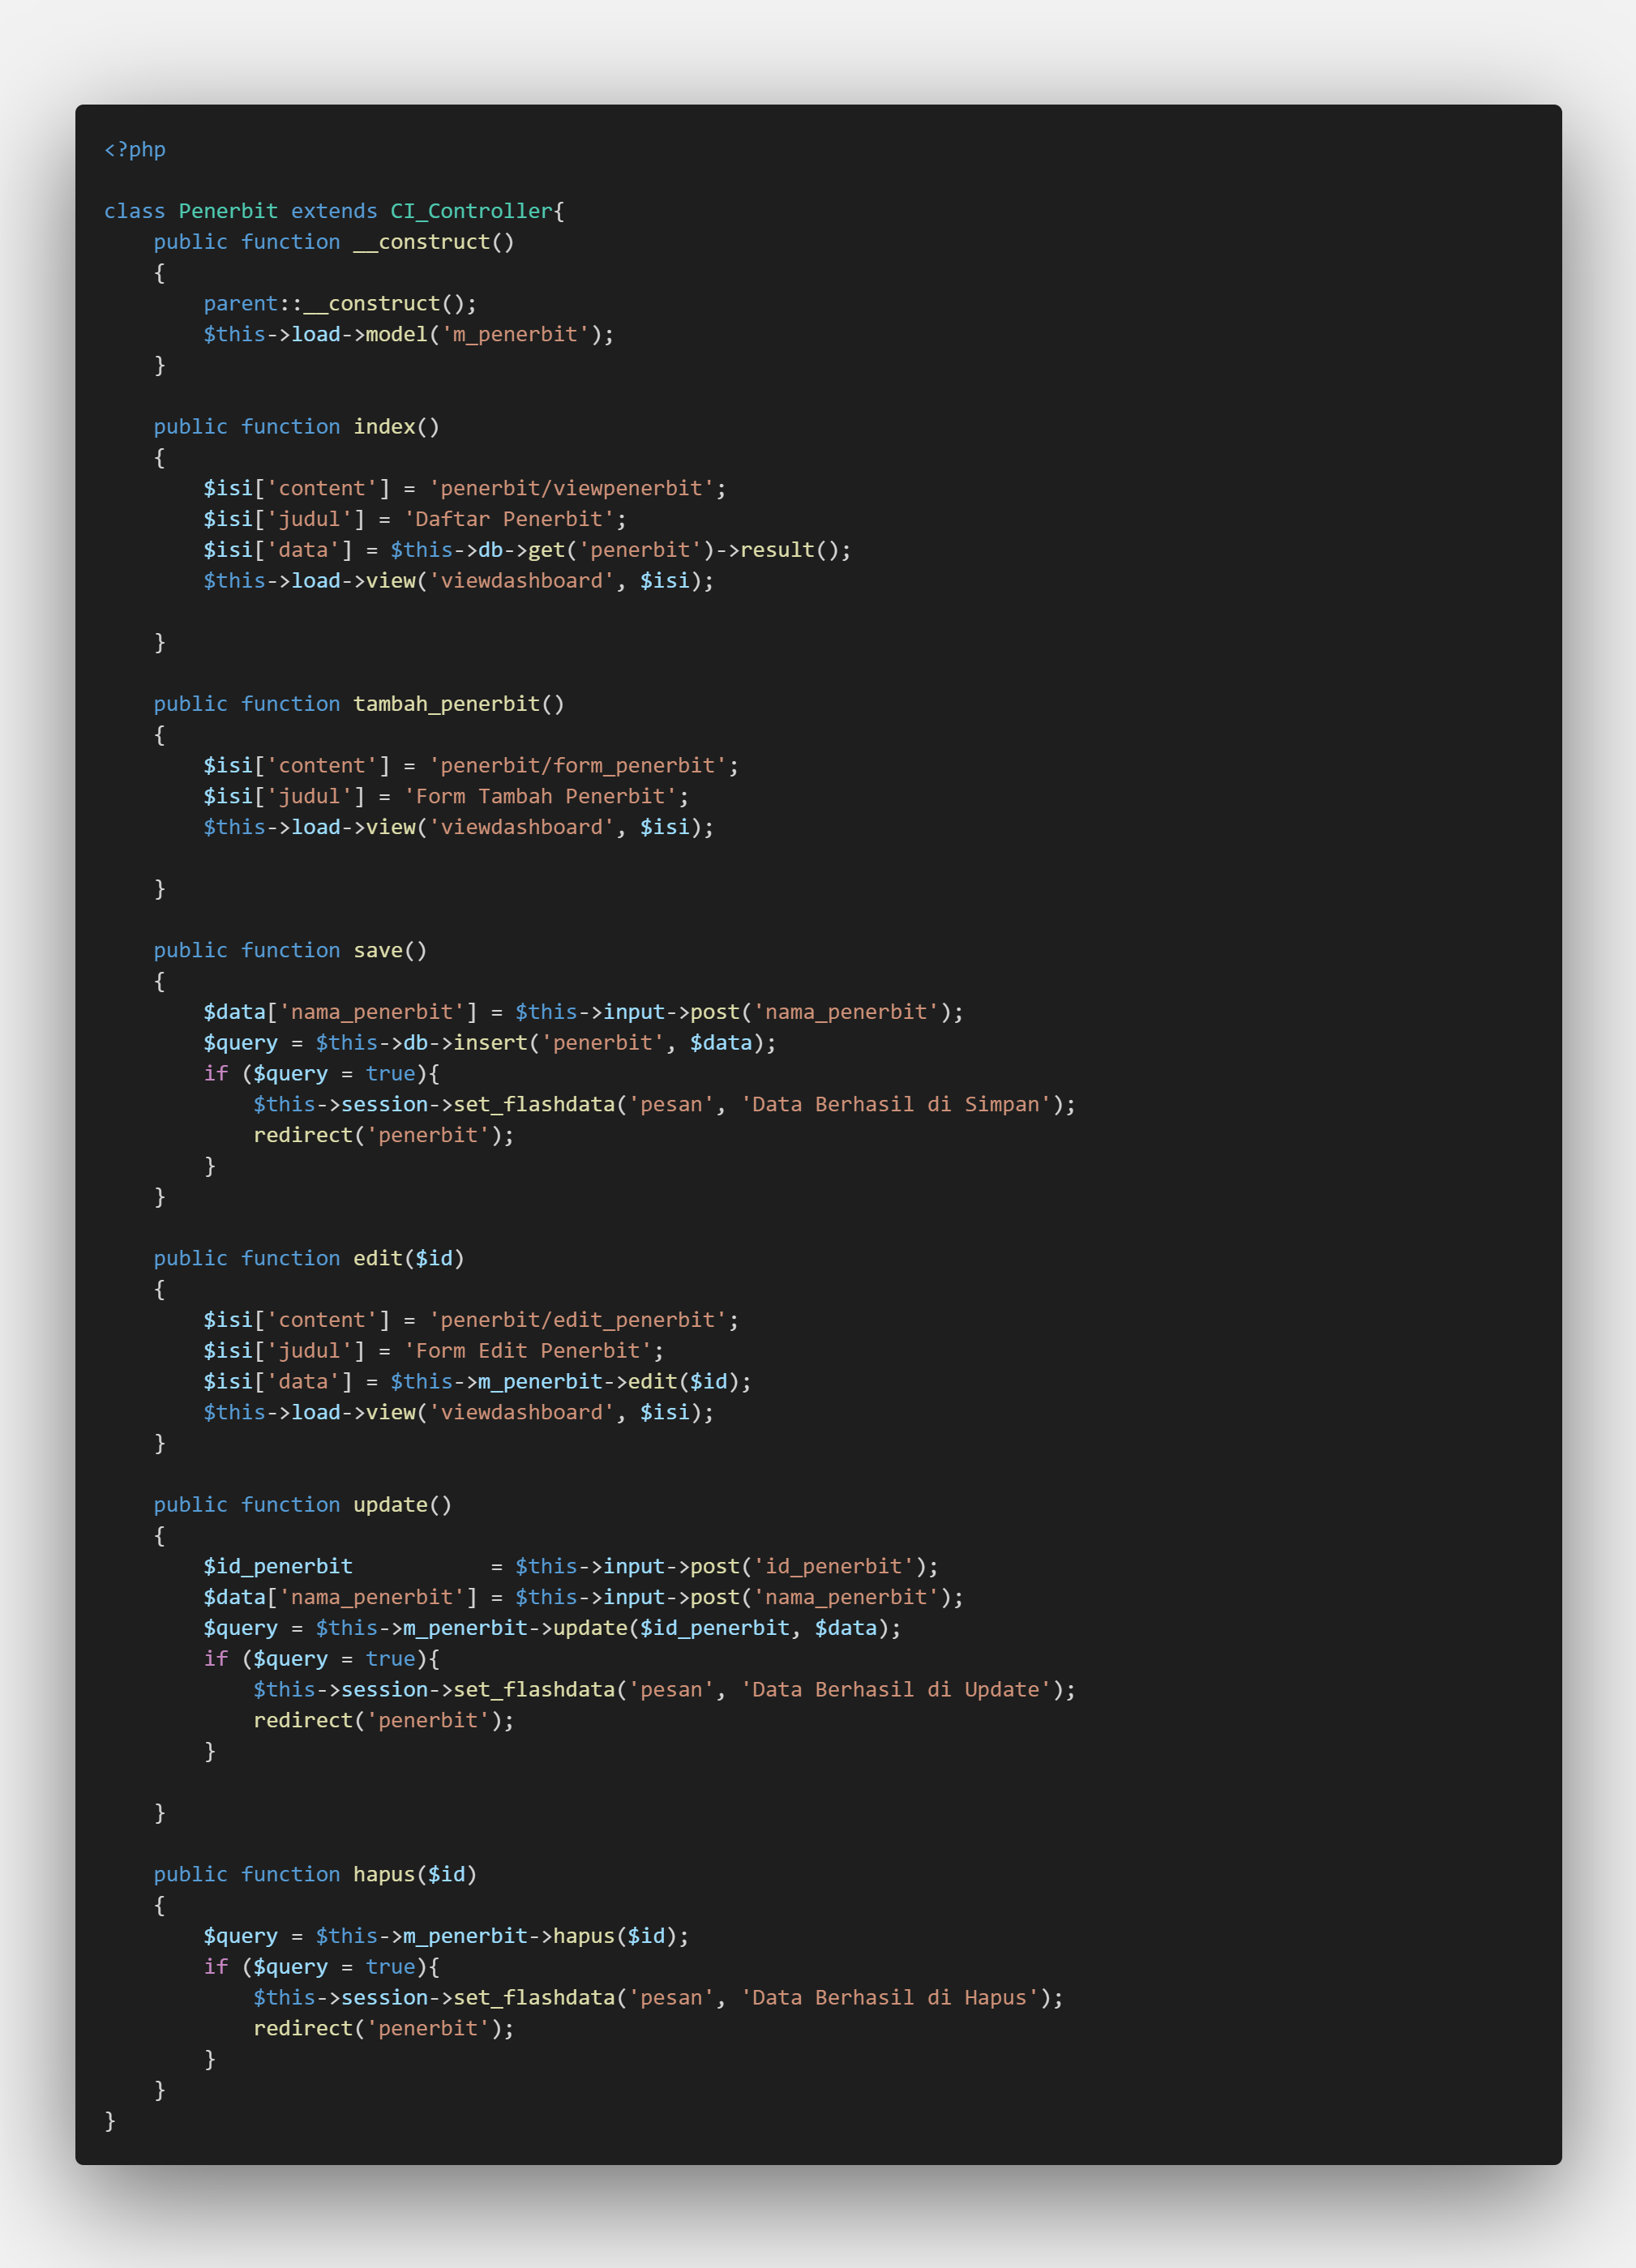 <?php

class Penerbit extends CI_Controller{
    public function __construct()
    {
        parent::__construct();
        $this->load->model('m_penerbit');
    }

    public function index()
    {
        $isi['content'] = 'penerbit/viewpenerbit';
        $isi['judul'] = 'Daftar Penerbit';
        $isi['data'] = $this->db->get('penerbit')->result();
        $this->load->view('viewdashboard', $isi);

    }

    public function tambah_penerbit()
    {
        $isi['content'] = 'penerbit/form_penerbit';
        $isi['judul'] = 'Form Tambah Penerbit';
        $this->load->view('viewdashboard', $isi);

    }

    public function save()
    {
        $data['nama_penerbit'] = $this->input->post('nama_penerbit');
        $query = $this->db->insert('penerbit', $data);
        if ($query = true){
            $this->session->set_flashdata('pesan', 'Data Berhasil di Simpan');
            redirect('penerbit');
        }
    }

    public function edit($id)
    {
        $isi['content'] = 'penerbit/edit_penerbit';
        $isi['judul'] = 'Form Edit Penerbit';
        $isi['data'] = $this->m_penerbit->edit($id);
        $this->load->view('viewdashboard', $isi);
    }

    public function update()
    {
        $id_penerbit           = $this->input->post('id_penerbit');
        $data['nama_penerbit'] = $this->input->post('nama_penerbit');
        $query = $this->m_penerbit->update($id_penerbit, $data);
        if ($query = true){
            $this->session->set_flashdata('pesan', 'Data Berhasil di Update');
            redirect('penerbit');
        }

    }

    public function hapus($id)
    {
        $query = $this->m_penerbit->hapus($id);
        if ($query = true){
            $this->session->set_flashdata('pesan', 'Data Berhasil di Hapus');
            redirect('penerbit');
        }
    }
}